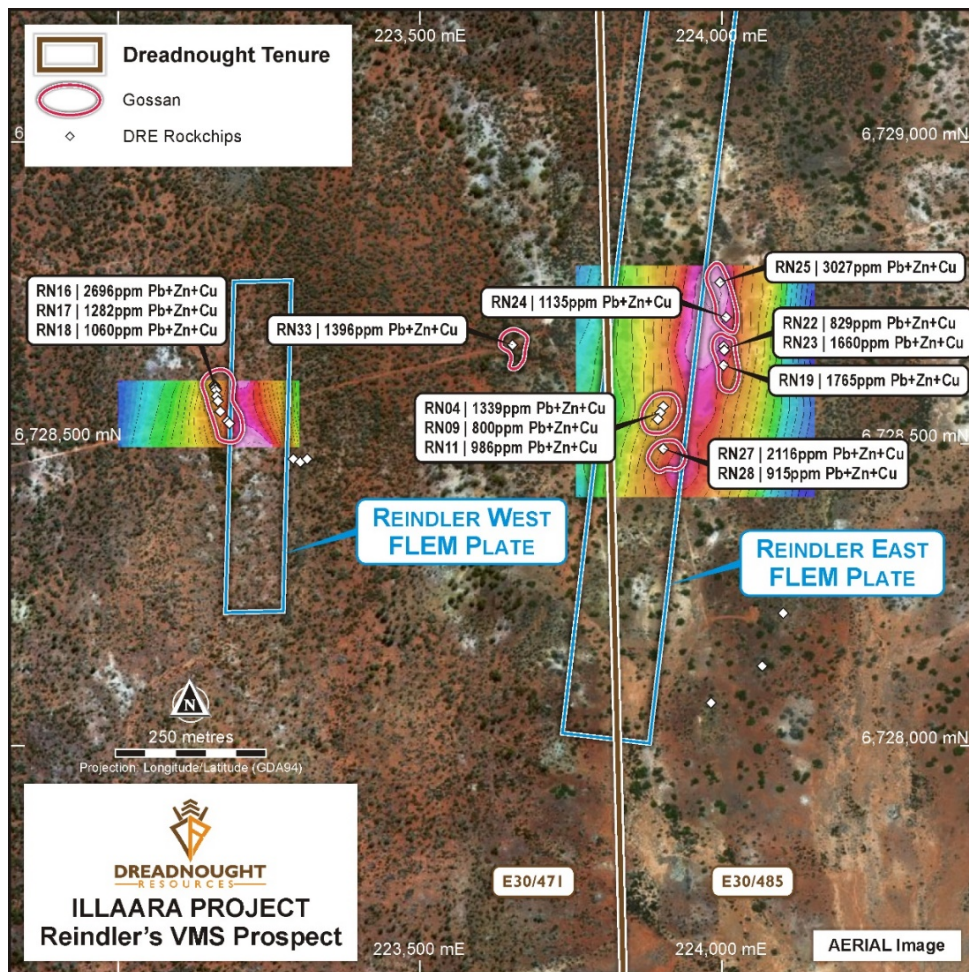 Dreadnought Tenure
Gossan
DRE Rockchips
223,500 mE
224,000 mE
6
6,729,000 mN
RN25 | 3027ppm Pb+Zn+Cu
RN24 | 1135ppm Pb+Zn+Cu
RN16 | 2696ppm Pb+Zn+Cu
RN17 | 1282ppm Pb+Zn+Cu
RN18 | 1060ppm Pb+Zn+Cu
RN33 | 1396ppm Pb+Zn+Cu
RN22 | 829ppm Pb+Zn+Cu
RN23 | 1660ppm Pb+Zn+Cu
RN19 | 1765ppm Pb+Zn+Cu
RN04 | 1339ppm Pb+Zn+Cu
RN09 | 800ppm Pb+Zn+Cu
RN11 | 986ppm Pb+Zn+Cu
6,728,500 mN
6,728,500 mN
RN27 | 2116ppm Pb+Zn+Cu
RN28 | 915ppm Pb+Zn+Cu
REINDLER WEST
FLEM PLATE
REINDLER EAST
FLEM PLATE
N
250 metres
Projection: Longitude/Latitude (GDA94)
6,728,000 mN
DREADNOUGHT
RESOURCES
ILLAARA PROJECT
Reindler's VMS Prospect
E30/471
E30/485
223,500 mE
224,000 mE
AERIAL Image